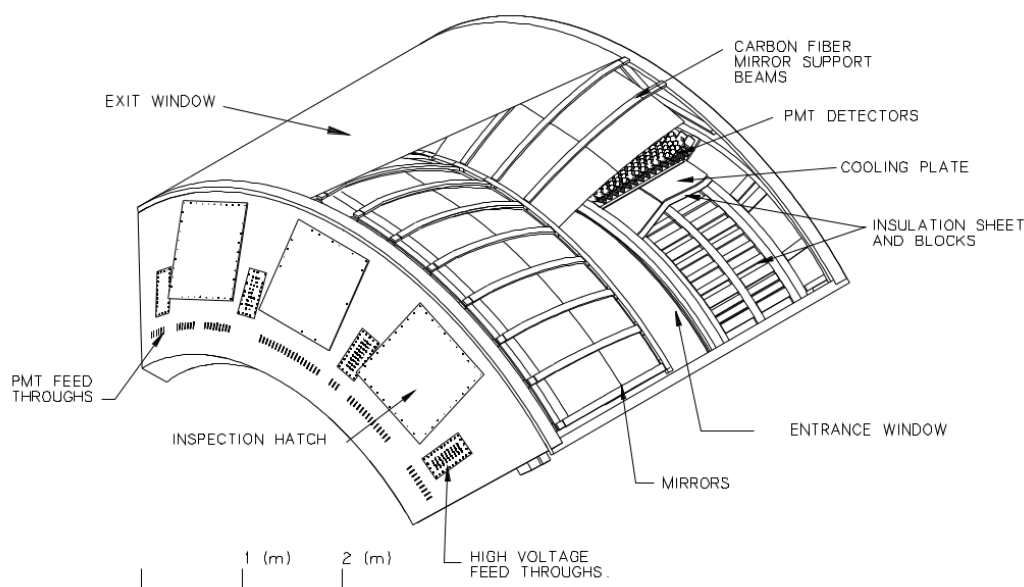 CARBON FIBER
MIRROR SUPPORT
BEAMS
EXIT WINDOW
PMT DETECTORS
COOLING PLATE
INSULATION SHEET
AND BLOCKS
PMT FEED
THROUGHS
INSPECTION HATCH
ENTRANCE WINDOW
MIRRORS
1 (m)
2 (m)
HIGH VOLTAGE
FEED THROUGHS.